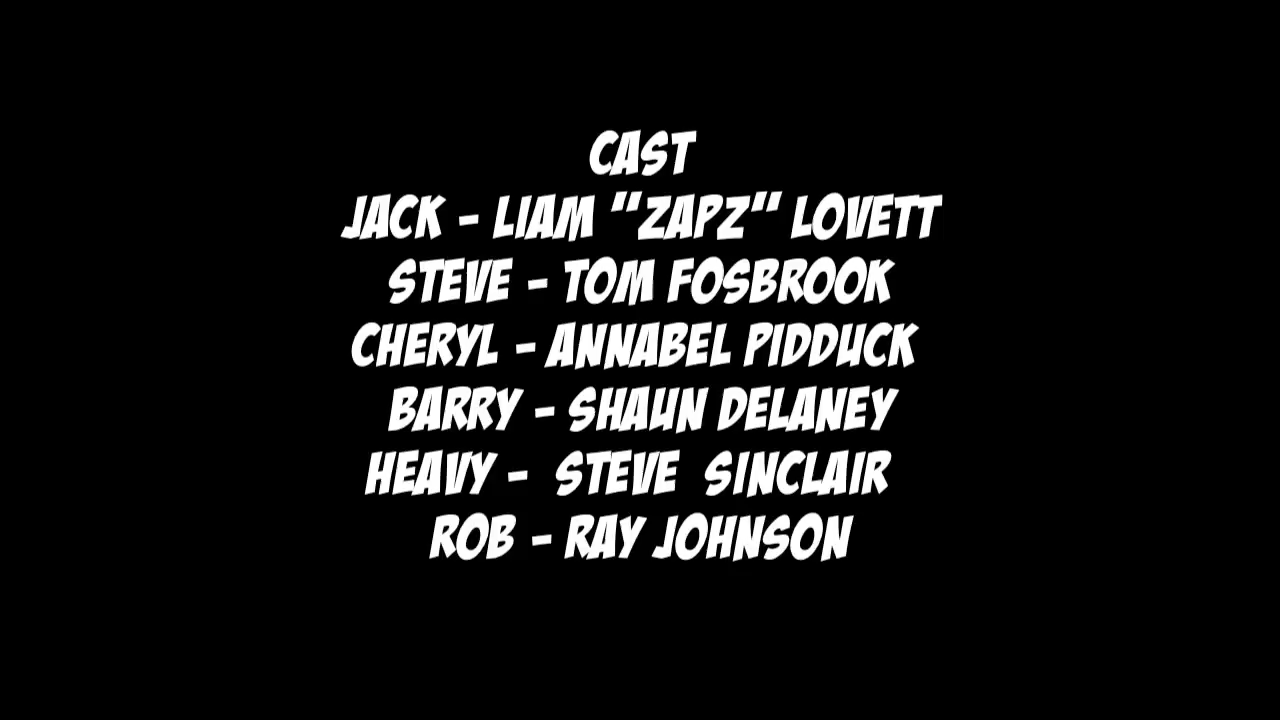 CAST
JACK - LIAM "ZAPZ" LOVETT
STEVE - TOM FOSBROOK
CHERYL - ANNABEL PIDDUCK
BARRY - SHAUN DELANEY
HEAVY - STEVE SINCLAIR
ROB - RAY JOHNSON